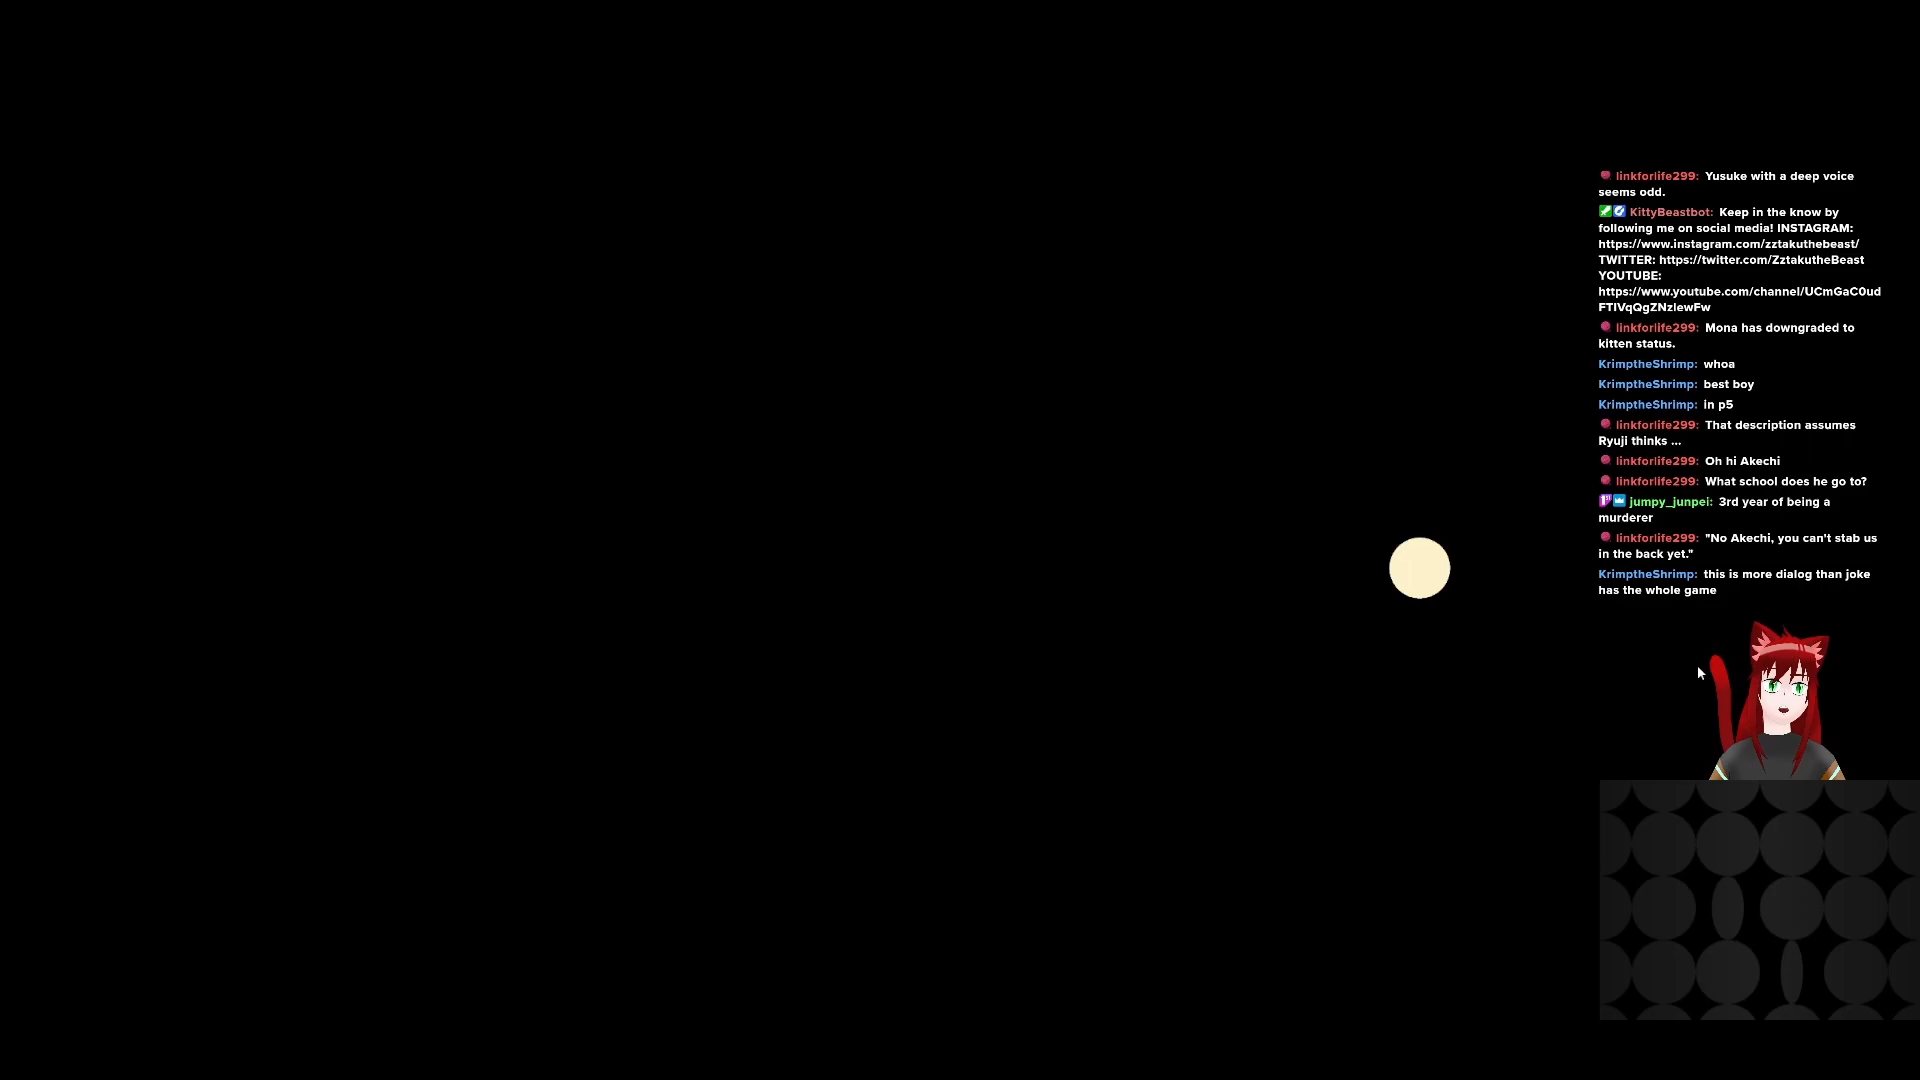 linkforlife299: Yusuke with a deep voice
seems odd.
KittyBeastbot: Keep in the know by
following me on social media! INSTAGRAM:
https://www.instagram.com/zztakuthebeast/
TWITTER: https://twitter.com/ZztakutheBeast
YOUTUBE:
https://www.youtube.com/channel/UCmGaC0ud
FTlVqQgZNzlewFw
linkforlife299: Mona has downgraded to
kitten status.
KrimptheShrimp: whoa
KrimptheShrimp: best boy
KrimptheShrimp: in p5
linkforlife299: That description assumes
Ryuji thinks ...
linkforlife299: Oh hi Akechi
linkforlife299: What school does he go to?
jumpy_junpei: 3rd year of being a
murderer
linkforlife299: "No Akechi, you can't stab us
in the back yet."
KrimptheShrimp: this is more dialog than joke
has the whole game